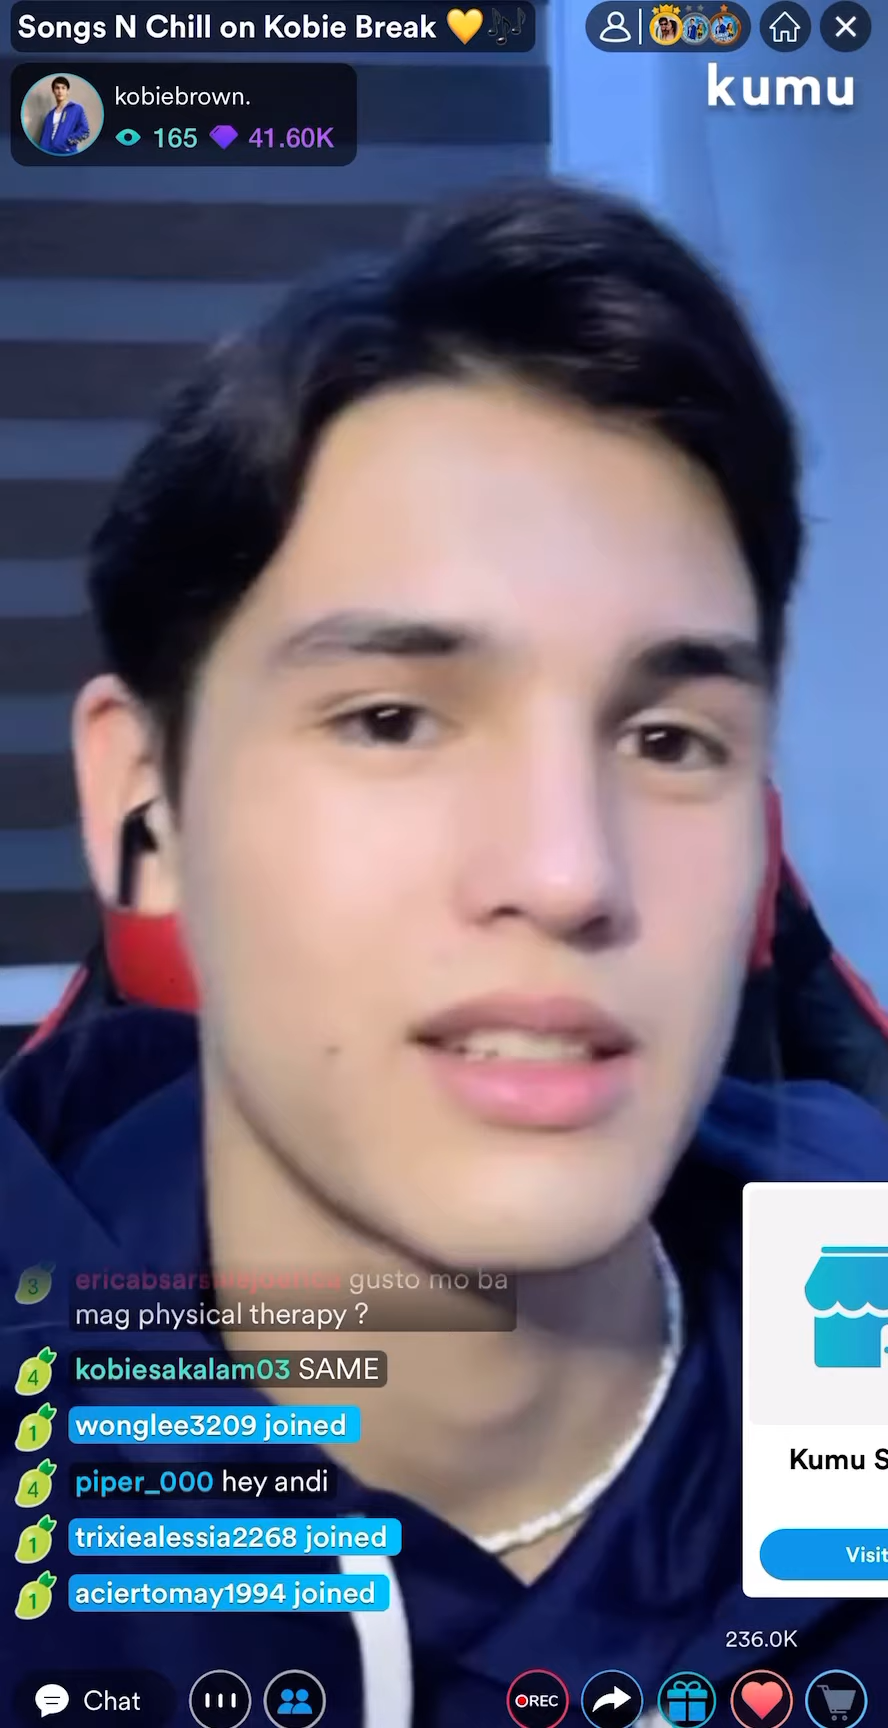 Songs N Chill on Kobie Break 💛🎶
kumu
kobiebrown.
165 41.60K
3 gusto mo ba
mag physical therapy ?
4 kobiesakalam03 SAME
1 wonglee3209 joined
4 piper_000 hey andi
1 trixiealessia2268 joined
1 aciertomay1994 joined
Kumu S
Visit
236.0K
Chat
REC